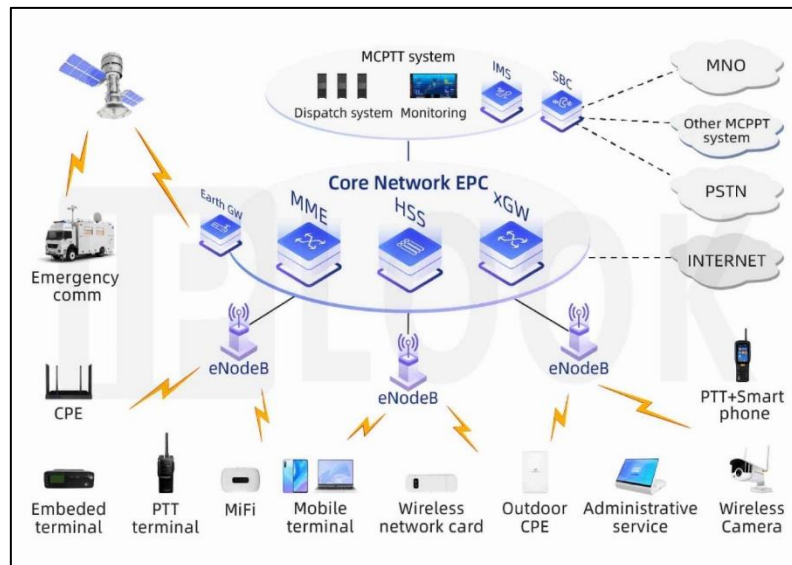 MCPTT system
IMS
SBC
Dispatch system
Monitoring
MNO
Other MCPPT
system
PSTN
INTERNET
Core Network EPC
Earth GW
MME
HSS
xGW
Emergency
comm
eNodeB
eNodeB
eNodeB
CPE
PTT+Smart
phone
Embeded
terminal
PTT
terminal
MiFi
Mobile
terminal
Wireless
network card
Outdoor
CPE
Administrative
service
Wireless
Camera
IPLOOK